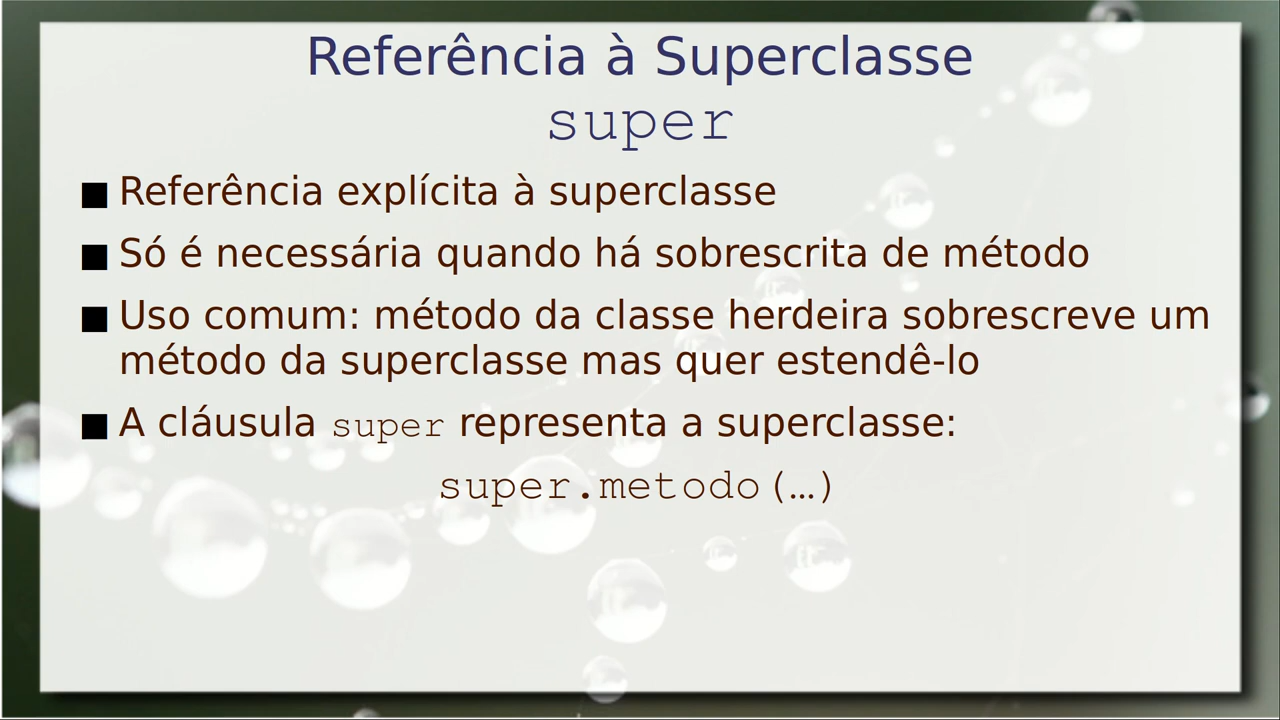 Referência à Superclasse
super
■ Referência explícita à superclasse
■ Só é necessária quando há sobrescrita de método
■ Uso comum: método da classe herdeira sobrescreve um
método da superclasse mas quer estendê-lo
■ A cláusula super representa a superclasse:
super.metodo(…)